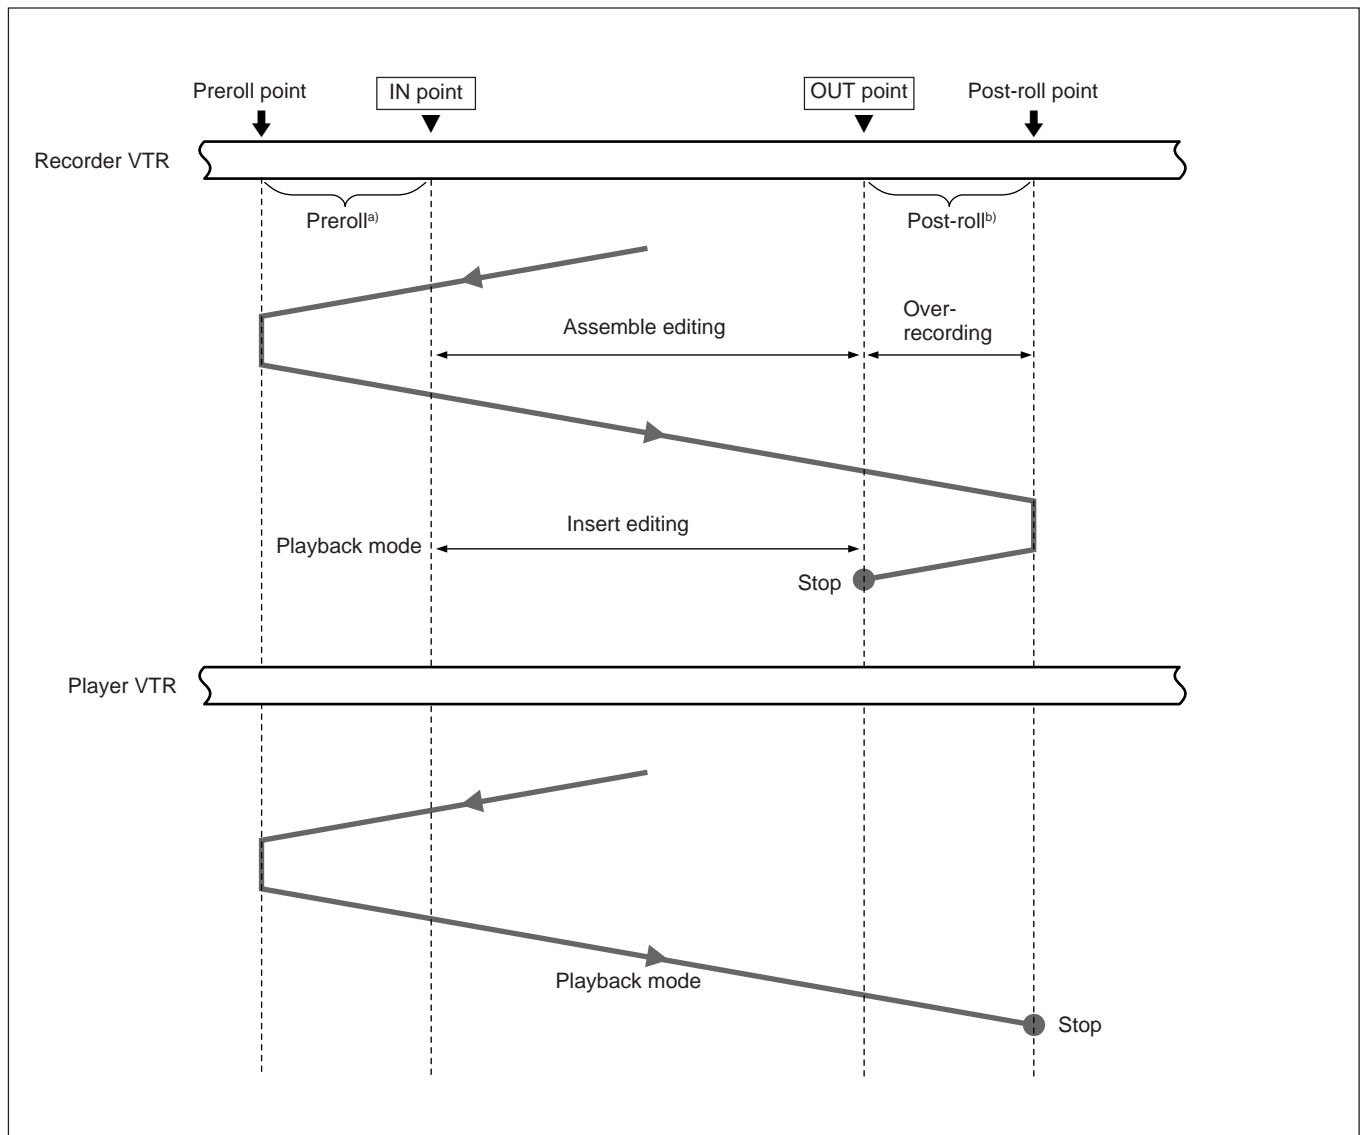 Preroll point
IN point
OUT point
Post-roll point
Recorder VTR
Preroll a)
Post-roll b)
Assemble editing
Over-
recording
Insert editing
Playback mode
Stop
Player VTR
Playback mode
Stop